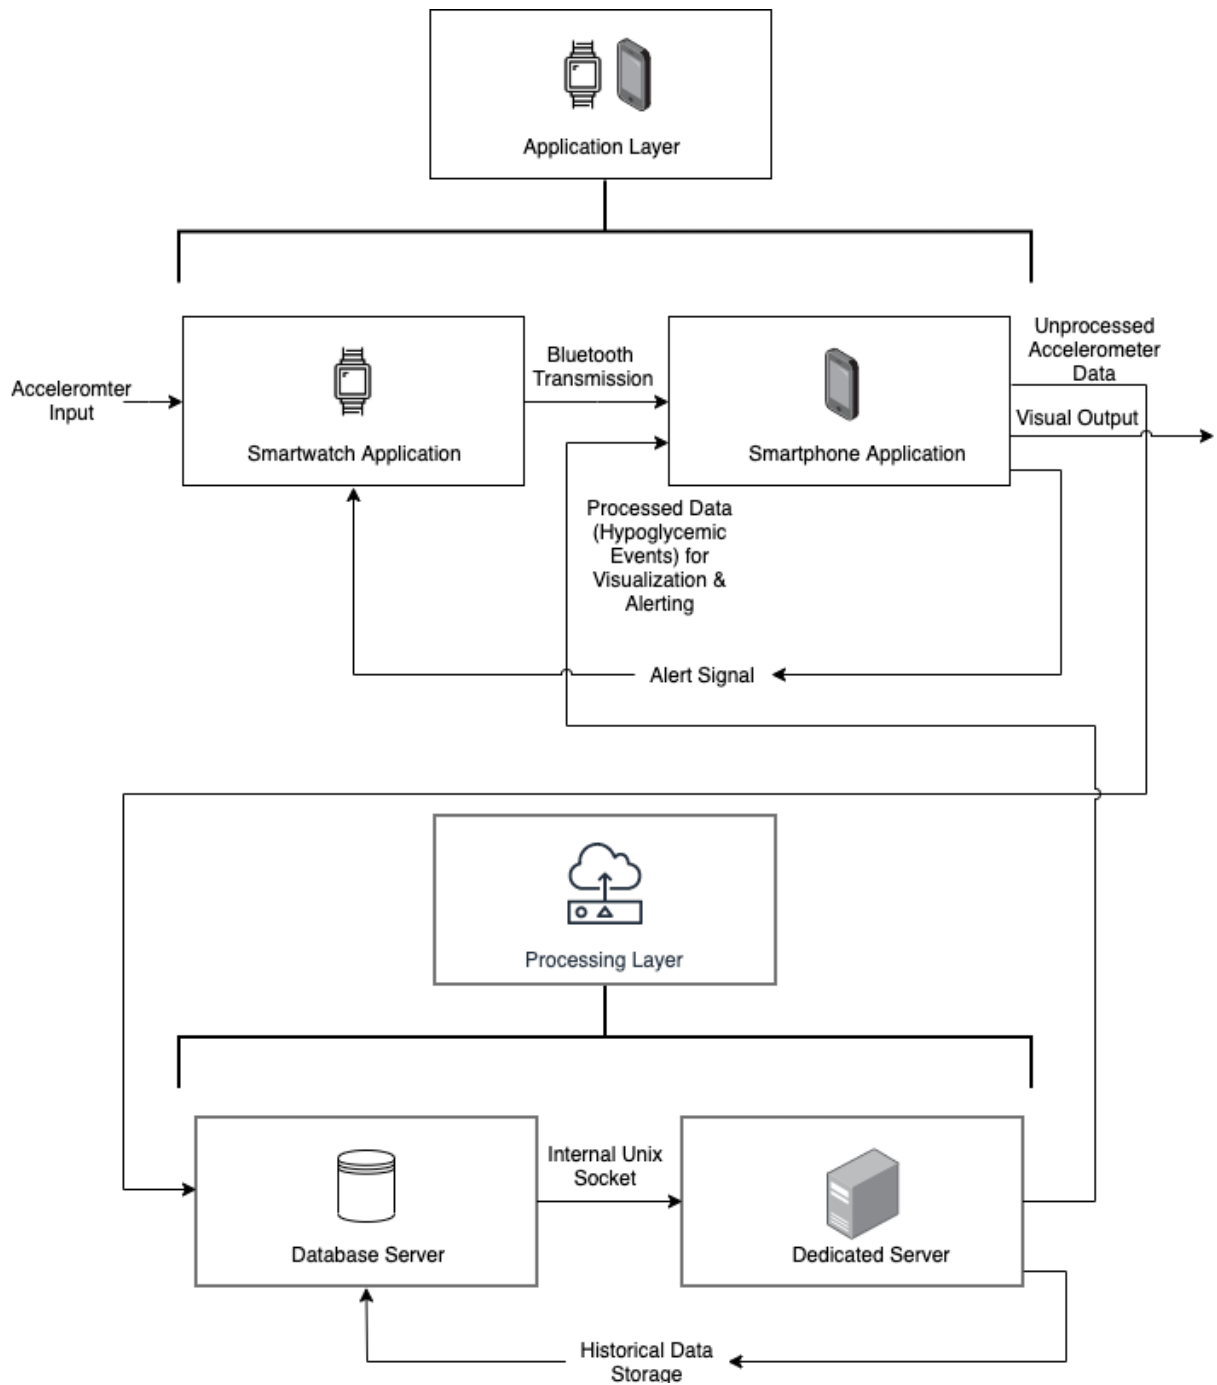 Application Layer
Unprocessed
Accelerometer
Data
Bluetooth
Transmission
Acceleromter
Input
Visual Output
Smartwatch Application
Smartphone Application
Processed Data
(Hypoglycemic
Events) for
Visualization &
Alerting
Alert Signal
Processing Layer
Internal Unix
Socket
Database Server
Dedicated Server
Historical Data
Storage